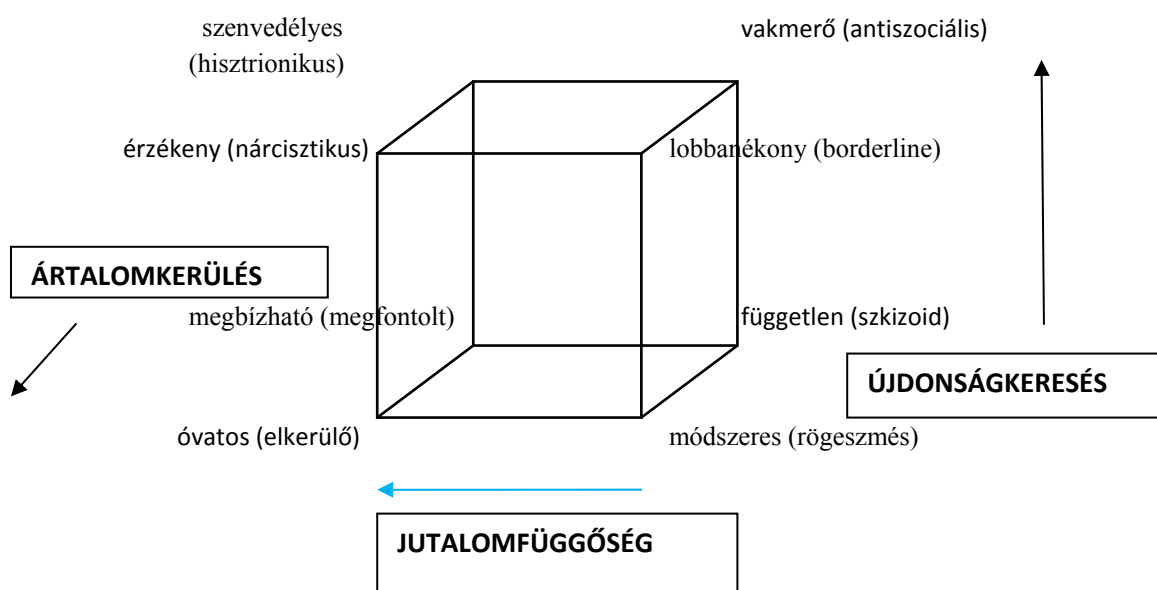 szenvedélyes
(hisztrionikus)
vakmerő (antiszociális)
érzékeny (nárcisztikus)
lobbanékony (borderline)
ÁRTALOMKERÜLÉS
megbízható (megfontolt)
független (szkizoid)
ÚJDONSÁGKERESÉS
óvatos (elkerülő)
módszeres (rögeszmés)
JUTALOMFÜGGŐSÉG